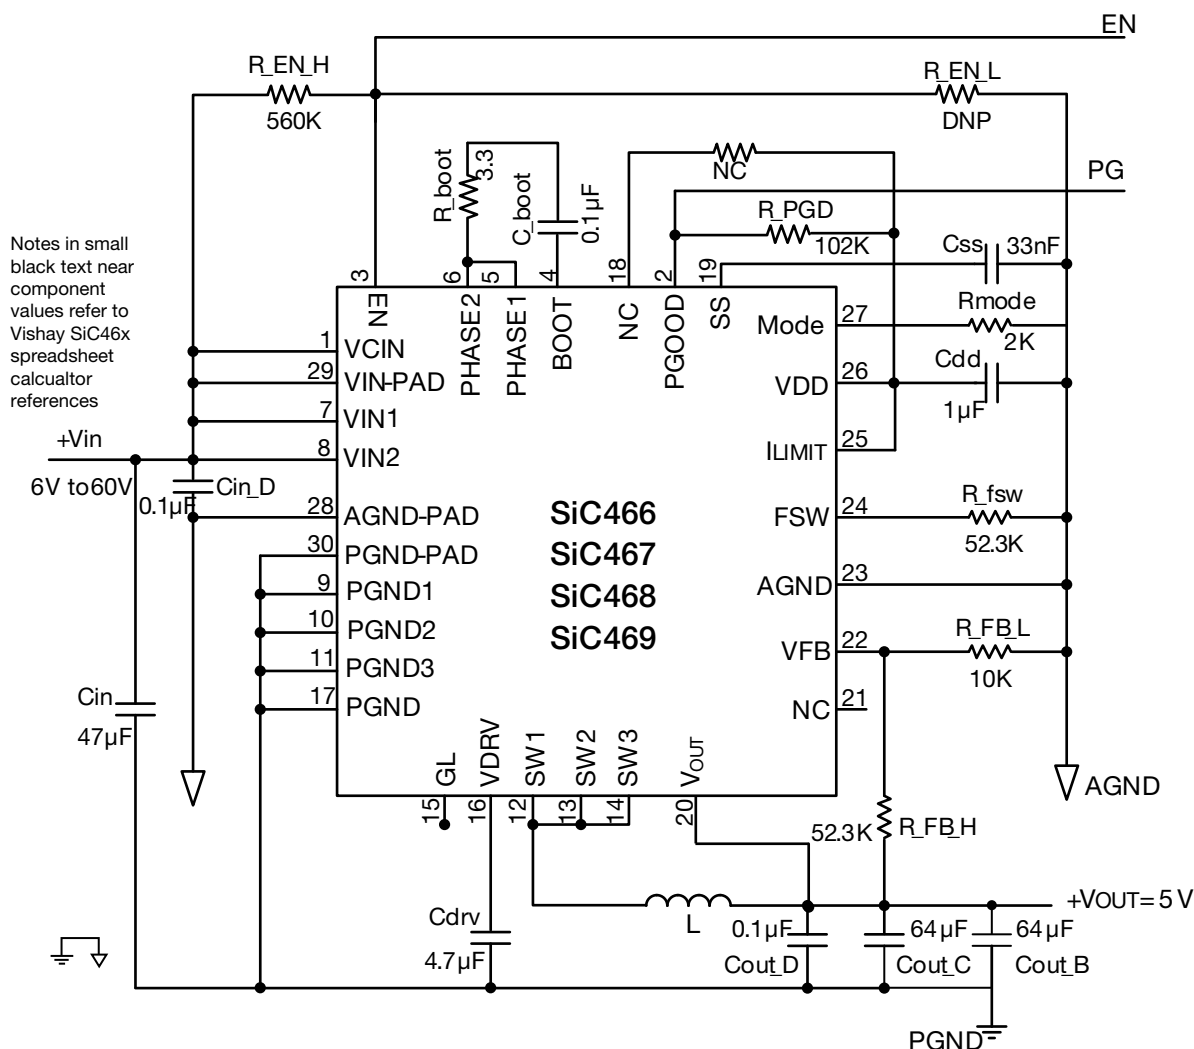 EN
R_EN_H
560K
R_EN_L
DNP
R_boot
3.3
C_boot
0.1µF
NC
PG
R_PGD
102K
Css
33nF
Notes in small
black text near
component
values refer to
Vishay SiC46x
spreadsheet
calcualtor
references
3
6
5
4
18
2
19
EN
PHASE2
PHASE1
BOOT
NC
PGOOD
SS
1
VCIN
29
VIN-PAD
7
VIN1
8
VIN2
28
AGND-PAD
30
PGND-PAD
9
PGND1
10
PGND2
11
PGND3
17
PGND
+Vin
6V to60V
0.1µF
Cin_D
Cin
47µF
SiC466
SiC467
SiC468
SiC469
Mode
27
Rmode
2K
VDD
26
Cdd
1µF
ILIMIT
25
FSW
24
R_fsw
52.3K
AGND
23
VFB
22
R_FB_L
10K
NC
21
GL
VDRV
SW1
SW2
SW3
VOUT
15
16
12
13
14
20
AGND
52.3K
R_FB_H
+VOUT= 5 V
L
Cdrv
4.7µF
0.1µF
Cout_D
64µF
Cout_C
64µF
Cout_B
PGND